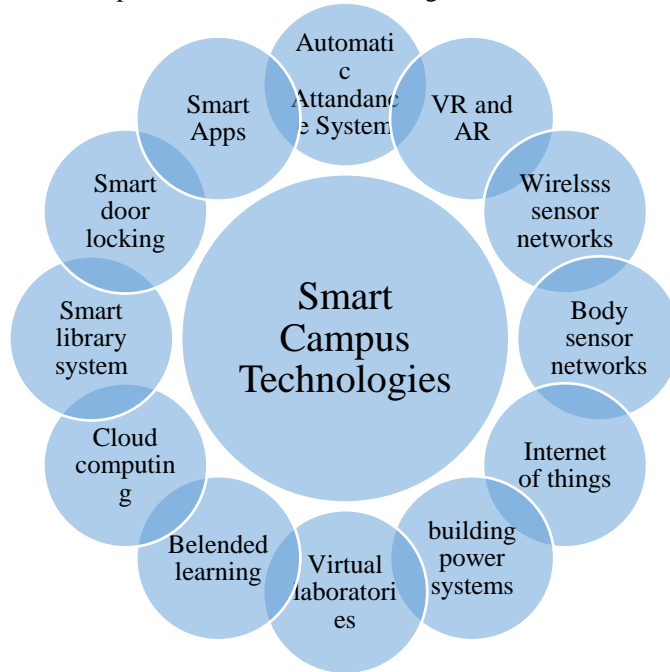 Automati
c
Attandanc
e System
VR and
AR
Wirelsss
sensor
networks
Body
sensor
networks
Internet
of things
building
power
systems
Virtual
laboratori
es
Belended
learning
Cloud
computin
g
Smart
library
system
Smart
door
locking
Smart
Apps
Smart
Campus
Technologies